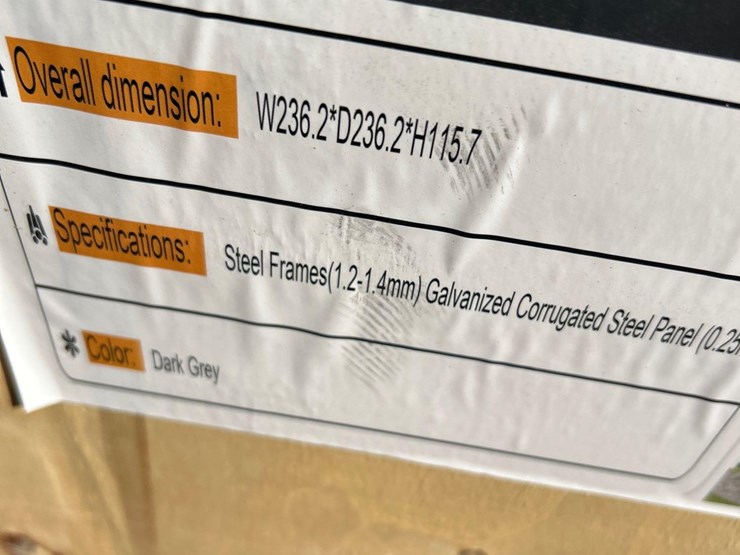 Overall dimension: W236.2*D236.2*H115.7
Specifications: Steel Frames(1.2-1.4mm) Galvanized Corrugated Steel Panel (0.25
Color: Dark Grey